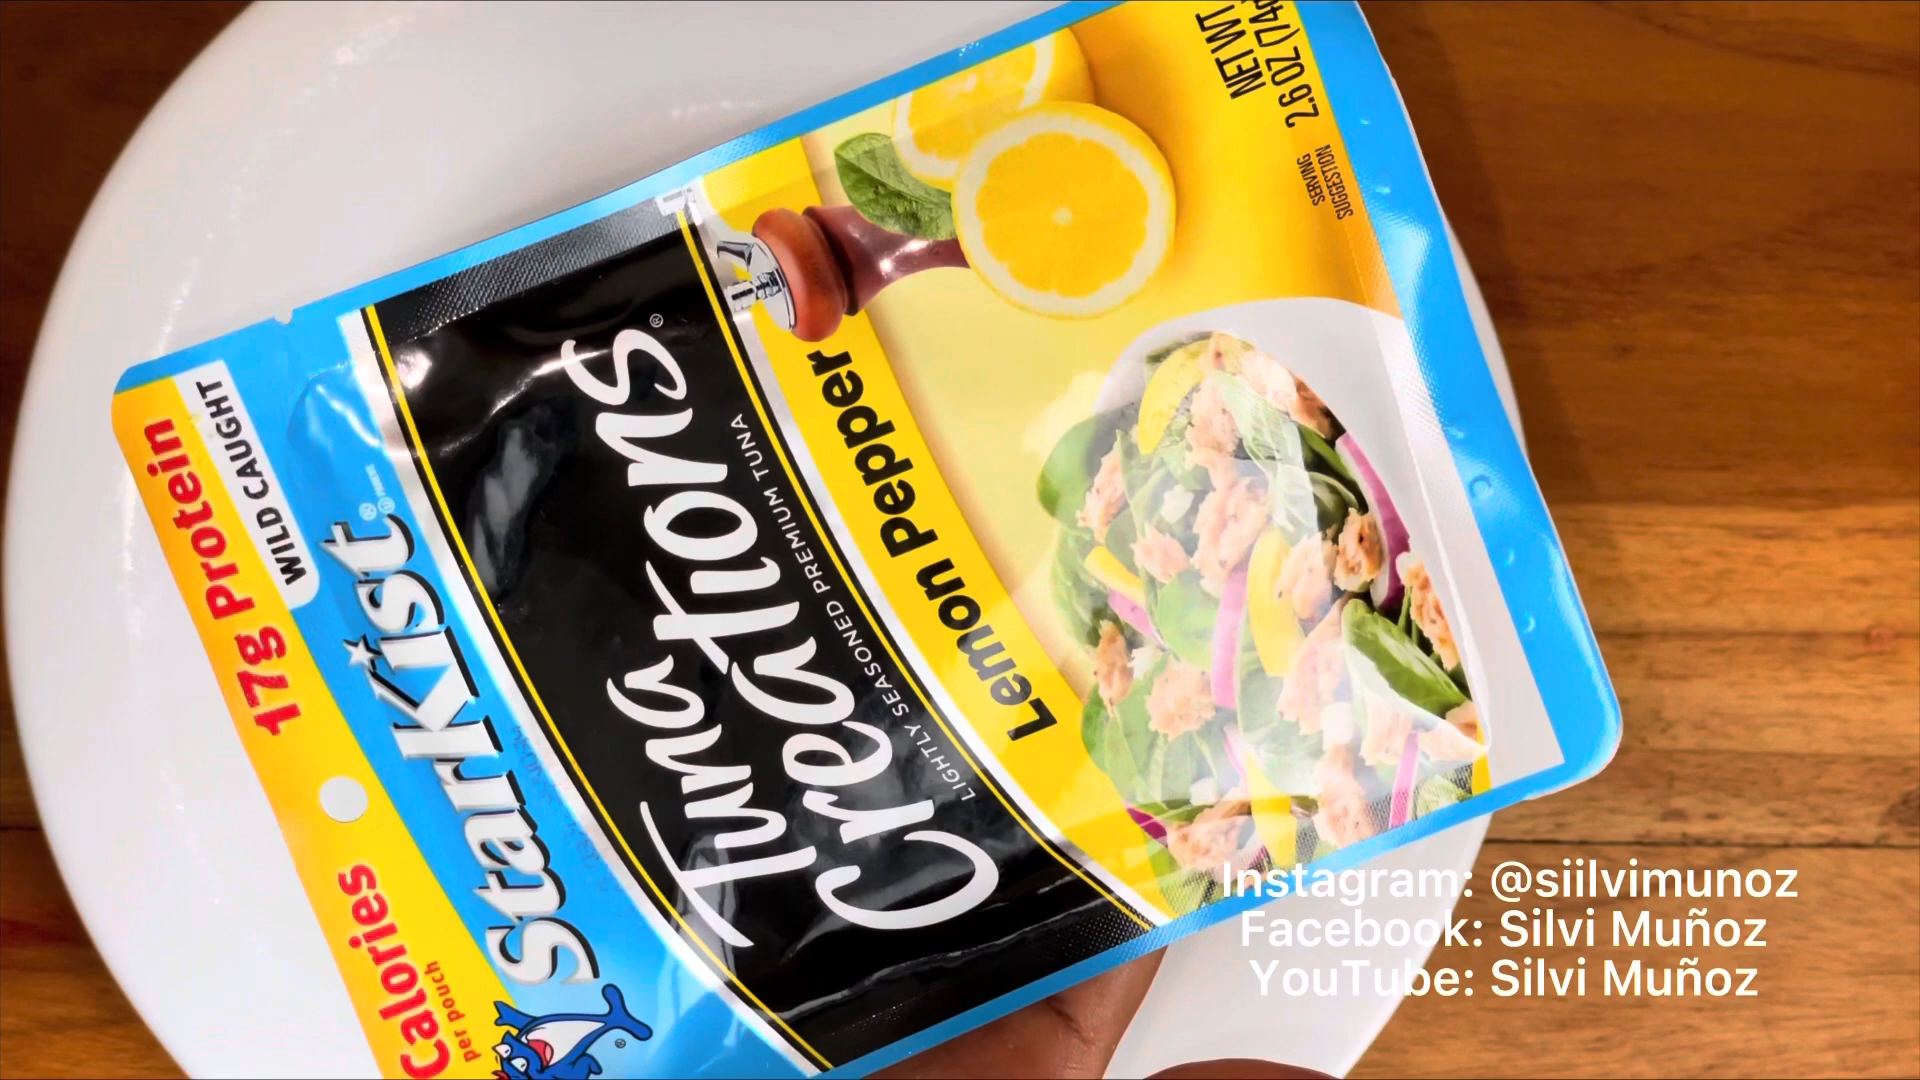 17g Protein
Calories
per pouch
WILD CAUGHT
StarKist®
Tuna
Creations®
LIGHTLY SEASONED PREMIUM TUNA
Lemon Pepper
NET WT
2.6 OZ (74g
SERVING
SUGGESTION
Instagram: @siilvimunoz
Facebook: Silvi Muñoz
YouTube: Silvi Muñoz